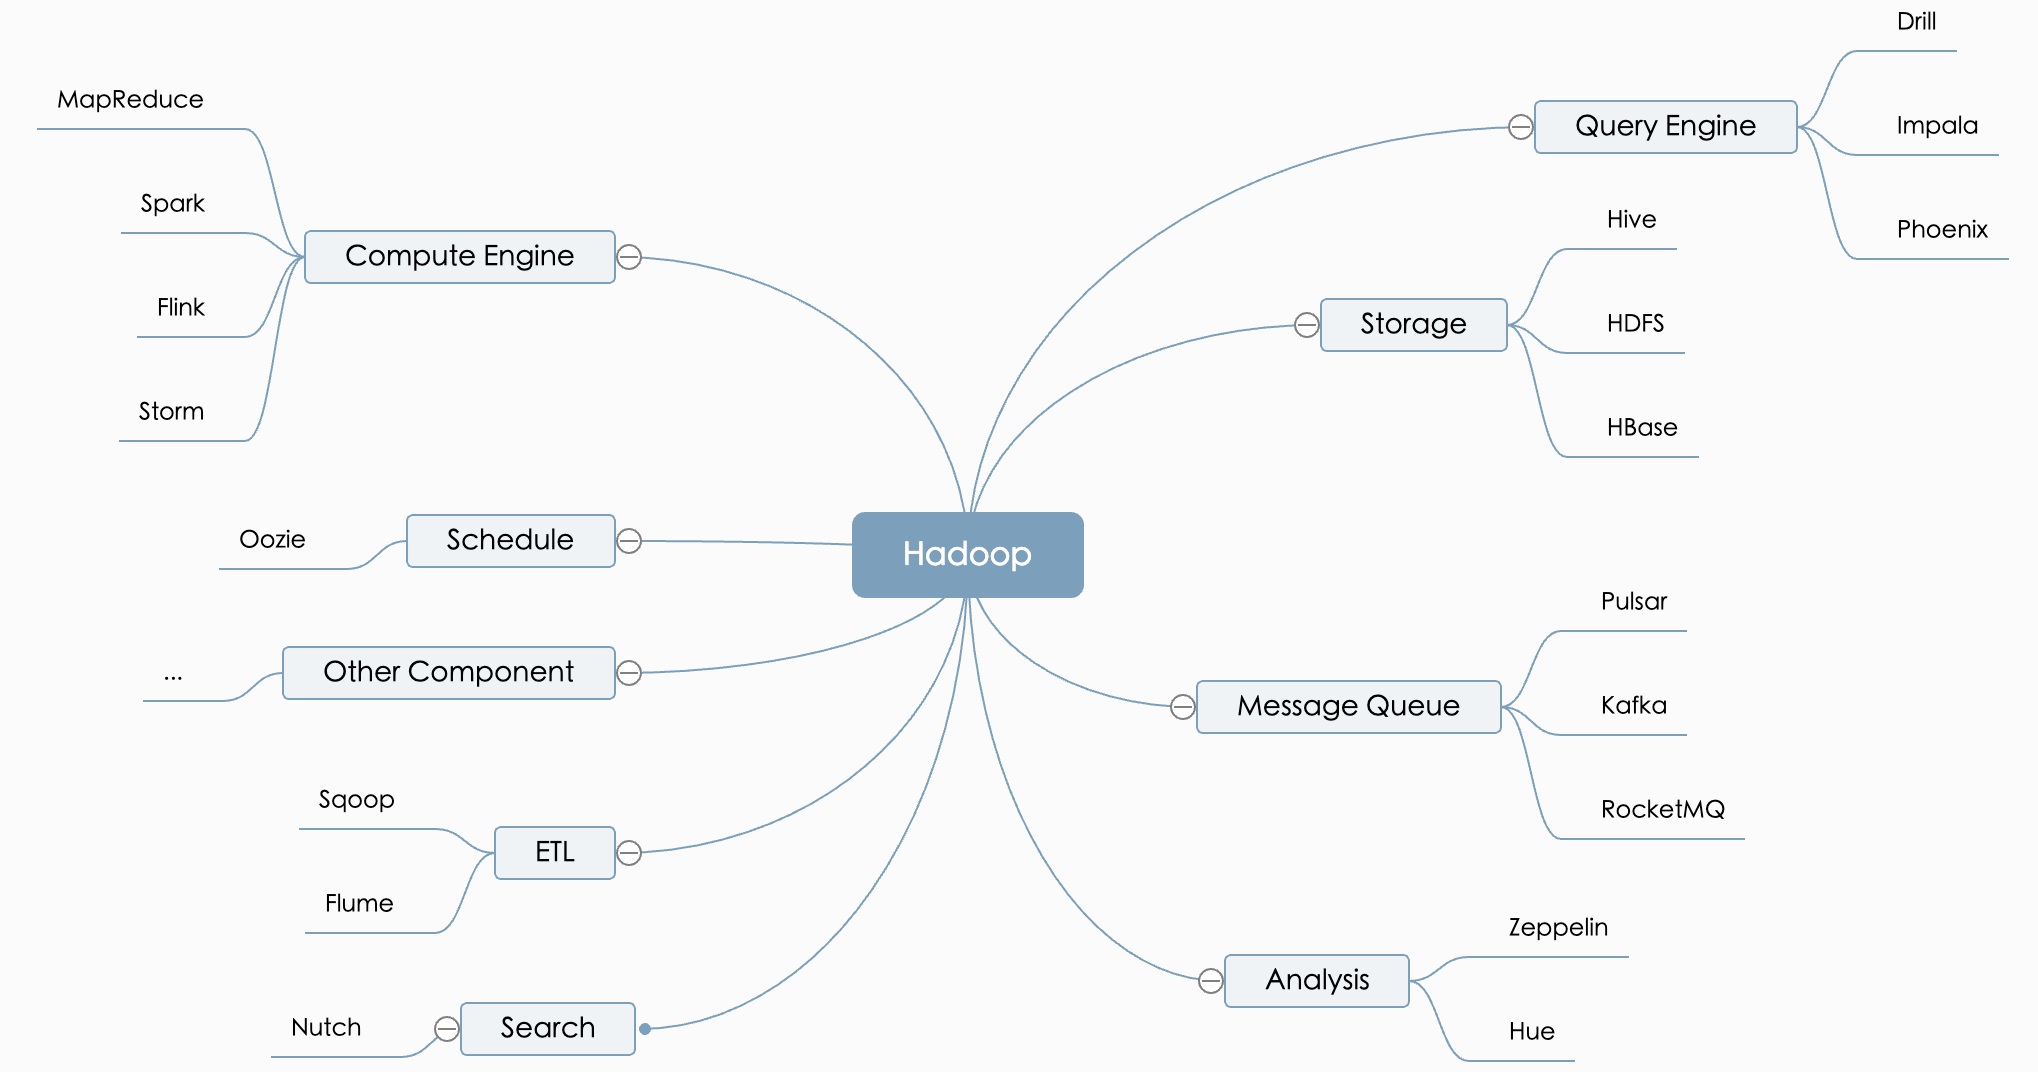 Hadoop
Query Engine
Drill
Impala
Phoenix
Storage
Hive
HDFS
HBase
Message Queue
Pulsar
Kafka
RocketMQ
Analysis
Zeppelin
Hue
Compute Engine
MapReduce
Spark
Flink
Storm
Schedule
Oozie
Other Component
...
ETL
Sqoop
Flume
Search
Nutch